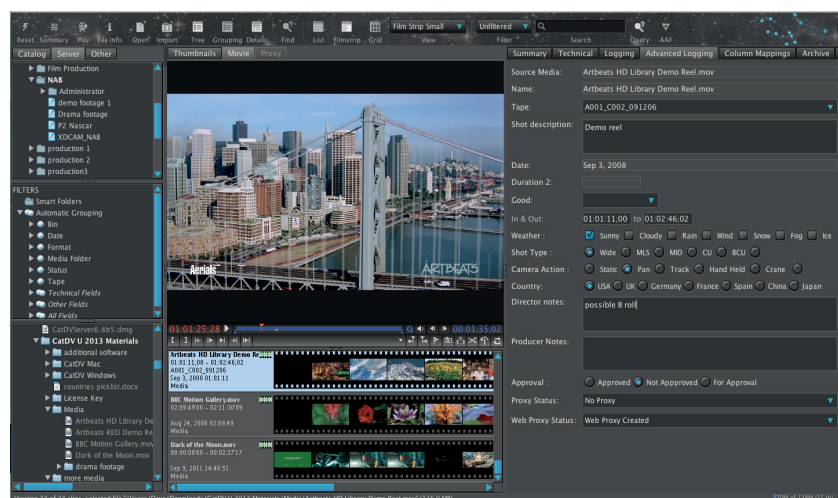 Reset Summary Play File Info. Open Import Tree Grouping Details Find List Filmstrip Grid Film Strip Small View Unfiltered Filter Search Query AAF
Catalog Server Other
Film Production
NAB
Administrator
demo footage 1
Drama footage
P2 Nascar
XDCAM_NAB
production 1
production 2
production3
FILTERS
Smart Folders
Automatic Grouping
Bin
Date
Format
Media Folder
Status
Tape
Technical Fields
Other Fields
All Fields
CatDVServer6.8b5.dmg
CatDV U 2013 Materials
additional software
CatDV Mac
CatDV Windows
countries picklist.docx
License Key
Media
Artbeats HD Library De
Artbeats RED Demo Re
BBC Motion Gallery.mov
Dark of the Moon.mov
drama footage
more media
Thumbnails Movie Proxy
Aerials
ARTBEATS
01:01:25;28 00:01:35;02
Artbeats HD Library Demo Re
01:01:11;00 - 01:02:46;02
A001_C002_091206
Sep 3, 2008 01:01:11
Media
BBC Motion Gallery.mov
02:09:49'00 - 02:11:30'09
Aug 24, 2006 02:09:49
Media
Dark of the Moon.mov
00:00:00'00 - 00:02:27'17
Sep 9, 2011 14:46:51
Media
Summary Technical Logging Advanced Logging Column Mappings Archive
Source Media: Artbeats HD Library Demo Reel.mov
Name: Artbeats HD Library Demo Reel.mov
Tape: A001_C002_091206
Shot description: Demo reel
Date: Sep 3, 2008
Duration 2:
Good:
In & Out: 01:01:11;00 to 01:02:46;02
Weather : Sunny Cloudy Rain Wind Snow Fog Ice
Shot Type : Wide MLS MID CU BCU
Camera Action : Static Pan Track Hand Held Crane
Country: USA UK Germany France Spain China Japan
Director notes: possible B roll
Producer Notes:
Approval : Approved Not Appproved For Approval
Proxy Status: No Proxy
Web Proxy Status: Web Proxy Created